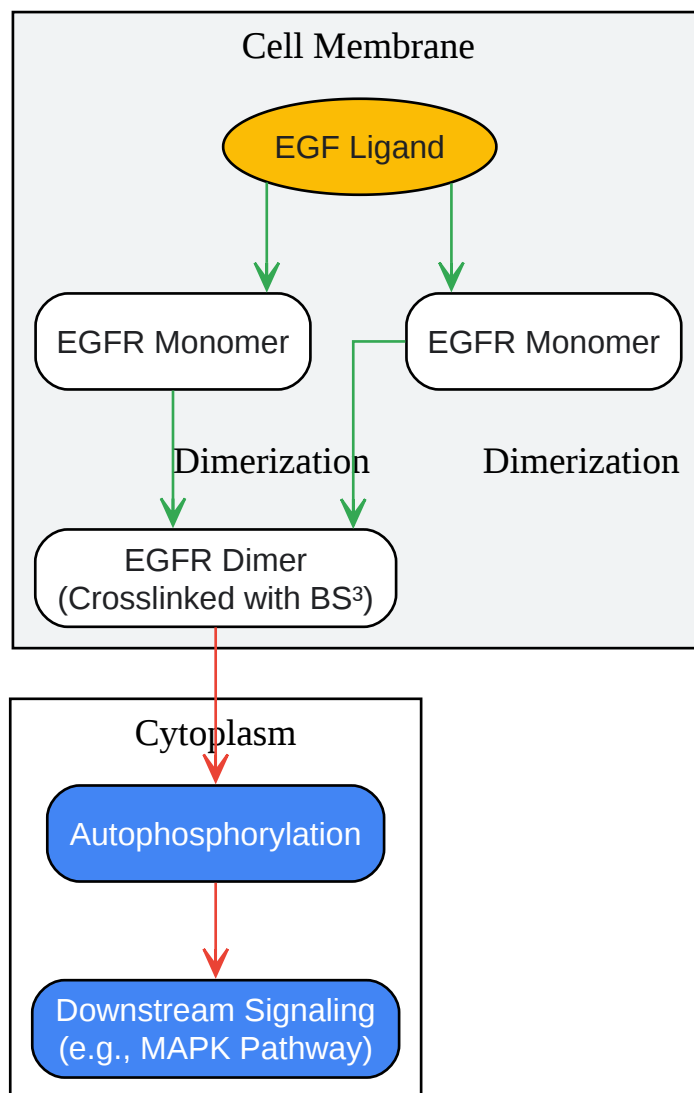 Cell Membrane
EGF Ligand
EGFR Monomer
EGFR Monomer
Dimerization
Dimerization
EGFR Dimer
(Crosslinked with BS³)
Cytoplasm
Autophosphorylation
Downstream Signaling
(e.g., MAPK Pathway)